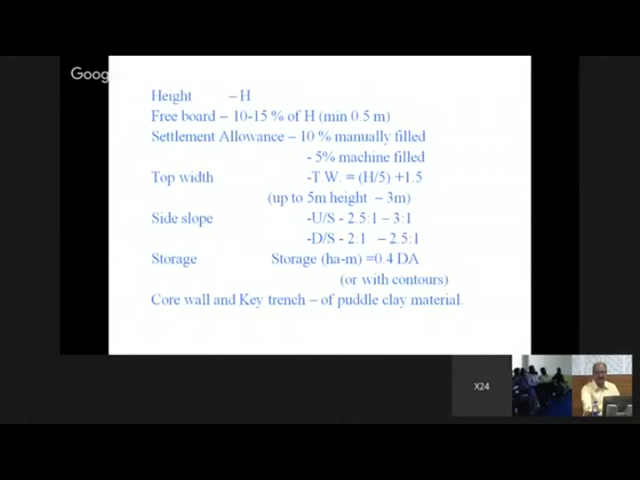 Goog
Height – H
Free board – 10-15 % of H (min 0.5 m)
Settlement Allowance – 10 % manually filled
- 5% machine filled
Top width -T.W. = (H/5) +1.5
(up to 5m height – 3m)
Side slope -U/S - 2.5:1 – 3:1
-D/S - 2:1 – 2.5:1
Storage Storage (ha-m) =0.4 DA
(or with contours)
Core wall and Key trench – of puddle clay material.
X24